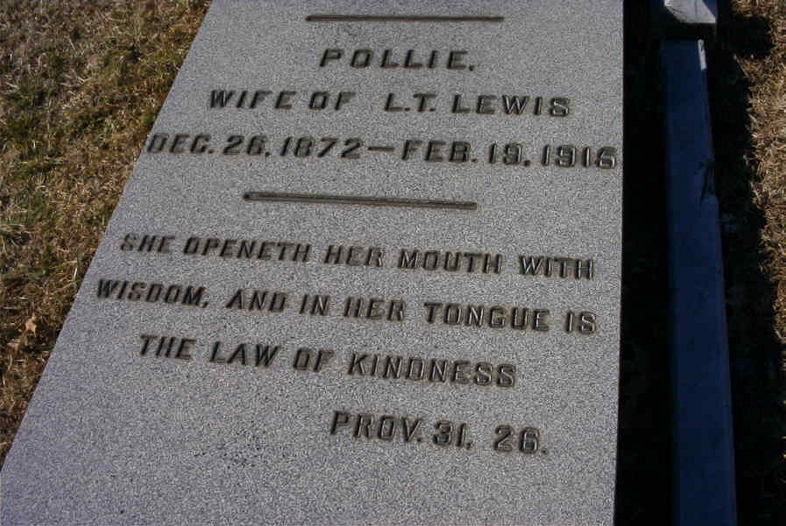 POLLIE.
WIFE OF L.T. LEWIS
DEC. 26, 1872 — FEB. 19, 1916
SHE OPENETH HER MOUTH WITH
WISDOM, AND IN HER TONGUE IS
THE LAW OF KINDNESS
PROV. 31, 26.